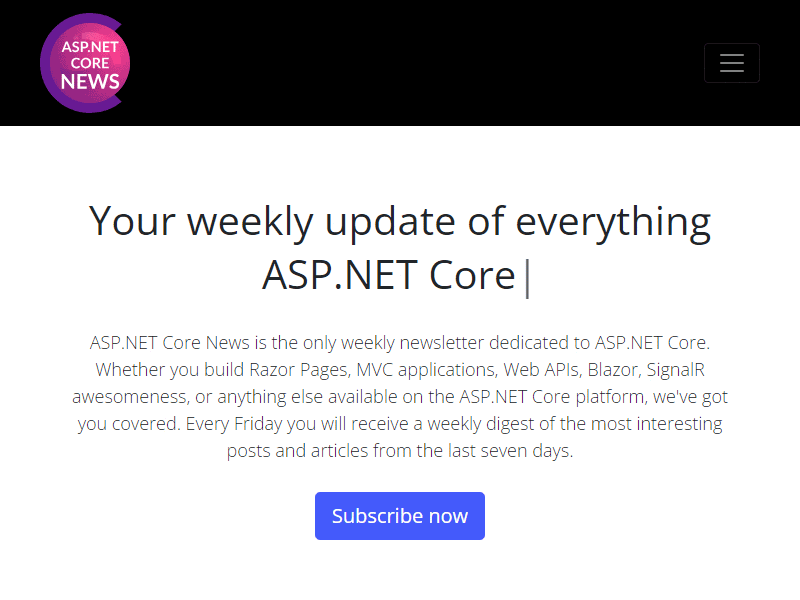 ASP.NET
CORE
NEWS
Your weekly update of everything
ASP.NET Core|
ASP.NET Core News is the only weekly newsletter dedicated to ASP.NET Core.
Whether you build Razor Pages, MVC applications, Web APIs, Blazor, SignalR
awesomeness, or anything else available on the ASP.NET Core platform, we've got
you covered. Every Friday you will receive a weekly digest of the most interesting
posts and articles from the last seven days.
Subscribe now